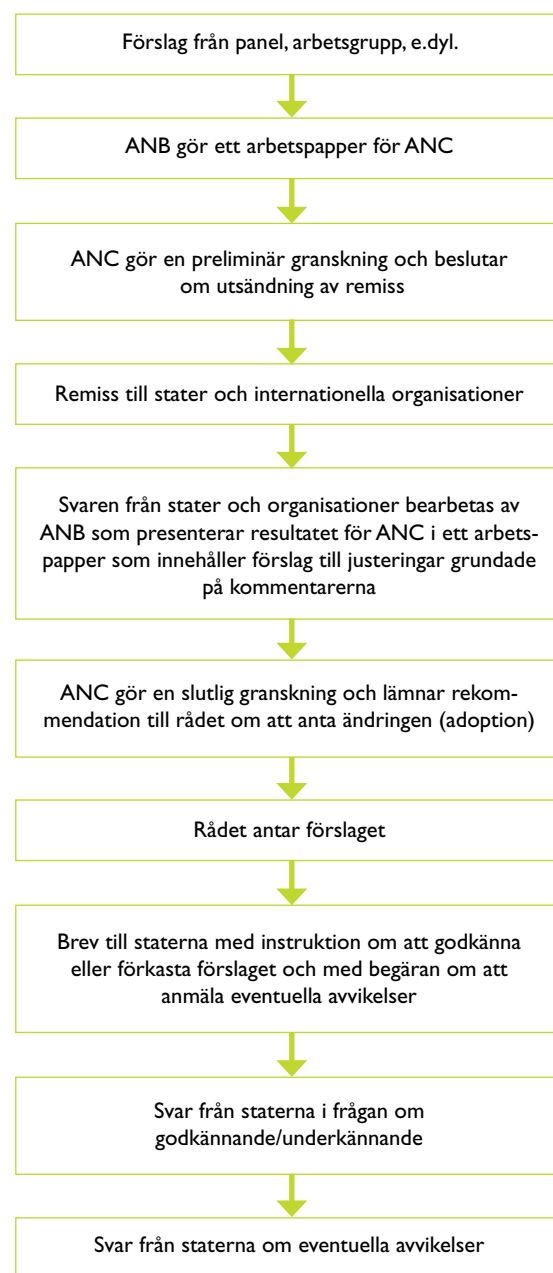 Förslag från panel, arbetsgrupp, e.dyl.
ANB gör ett arbetspapper för ANC
ANC gör en preliminär granskning och beslutar
om utsändning av remiss
Remiss till stater och internationella organisationer
Svaren från stater och organisationer bearbetas av
ANB som presenterar resultatet för ANC i ett arbets-
papper som innehåller förslag till justeringar grundade
på kommentarerna
ANC gör en slutlig granskning och lämnar rekom-
mendation till rådet om att anta ändringen (adoption)
Rådet antar förslaget
Brev till staterna med instruktion om att godkänna
eller förkasta förslaget och med begäran om att
anmäla eventuella avvikelser
Svar från staterna i frågan om
godkännande/underkännande
Svar från staterna om eventuella avvikelser